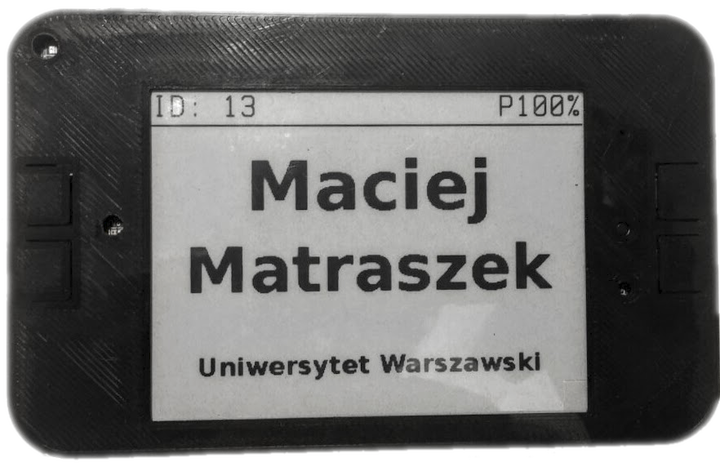 ID: 13 P100%
Maciej
Matraszek
Uniwersytet Warszawski